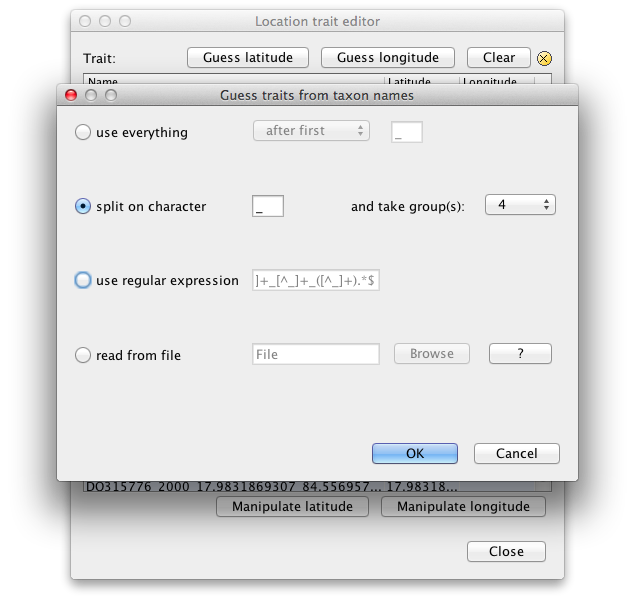 Location trait editor
Trait: Guess latitude Guess longitude Clear
Name Latitude Longitude
Guess traits from taxon names
use everything after first _
split on character _ and take group(s): 4
use regular expression ]+_[^_]+_([^_]+).*$
read from file File Browse ?
OK Cancel
DQ315776_2000_17.9831869307_84.556957... 17.98318...
Manipulate latitude Manipulate longitude
Close